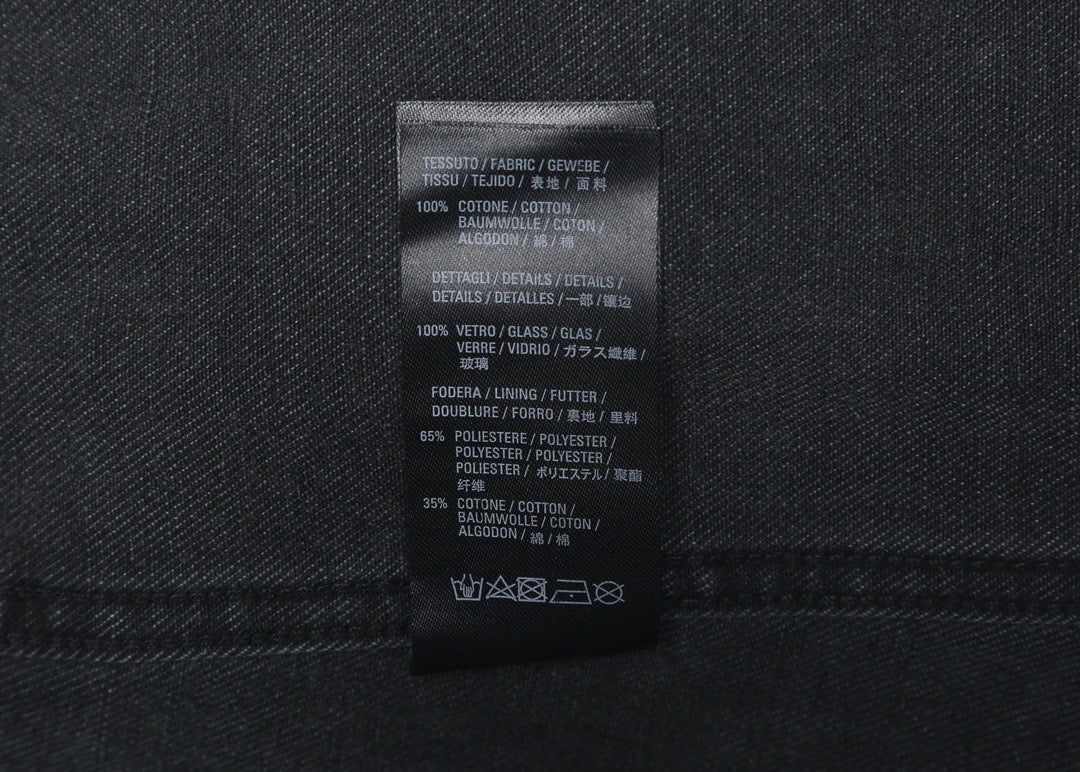 TESSUTO / FABRIC / GEWEBE /
TISSU / TEJIDO / 表地 / 面料
100% COTONE / COTTON /
BAUMWOLLE / COTON /
ALGODON / 綿 / 棉
DETTAGLI / DETAILS / DETAILS /
DETAILS / DETALLES / 一部 / 镶边
100% VETRO / GLASS / GLAS /
VERRE / VIDRIO / ガラス繊維 /
玻璃
FODERA / LINING / FUTTER /
DOUBLURE / FORRO / 裏地 / 里料
65% POLIESTERE / POLYESTER /
POLYESTER / POLYESTER /
POLIESTER / ポリエステル / 聚酯
纤维
35% COTONE / COTTON /
BAUMWOLLE / COTON /
ALGODON / 綿 / 棉